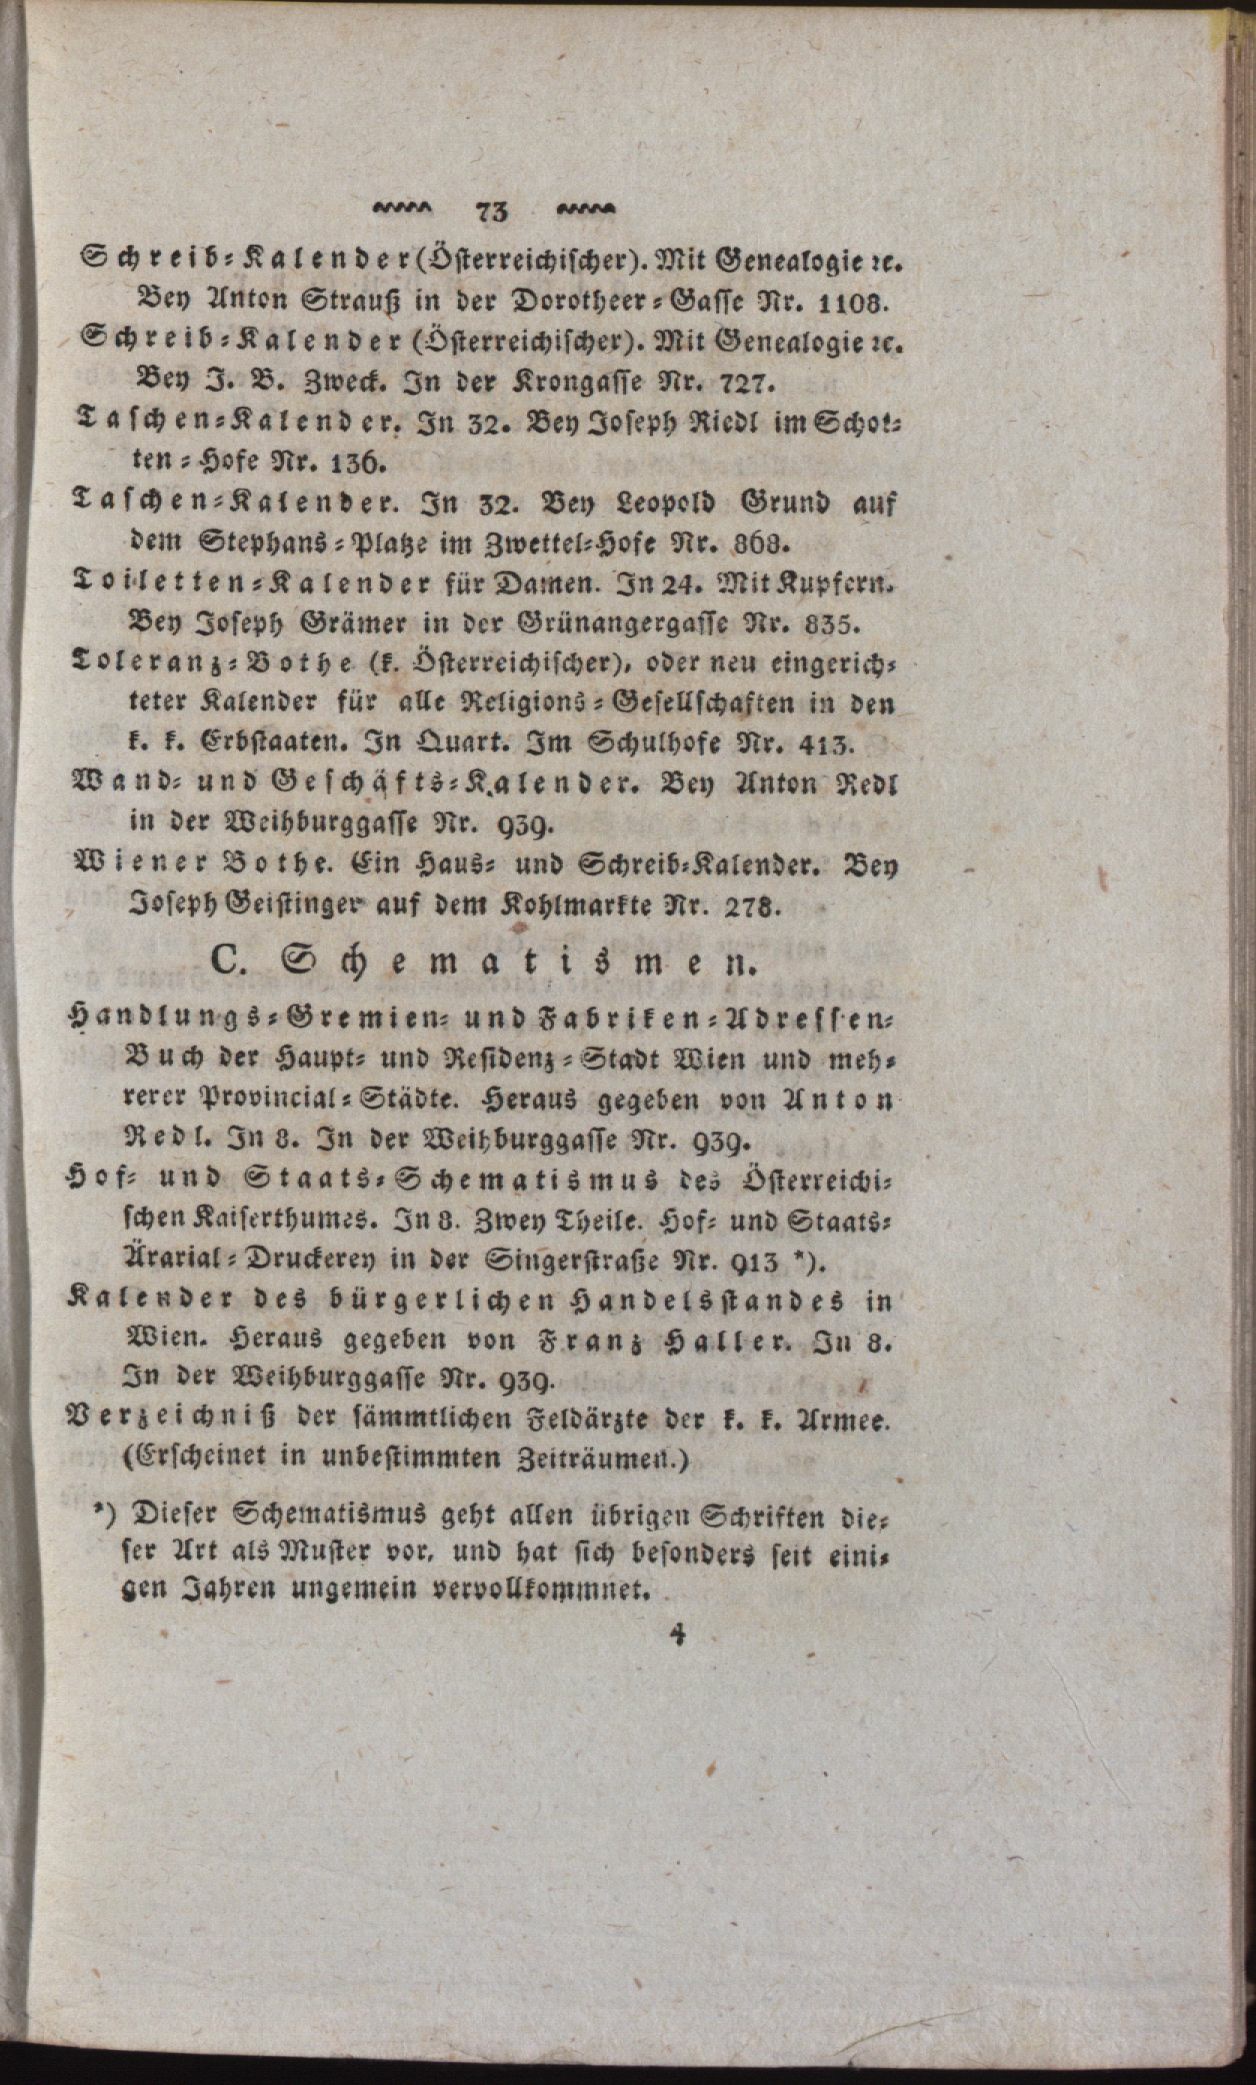 73
Schreib-Kalender (Österreichischer). Mit Genealogie ꝛc.
Bey Anton Strauß in der Dorotheer-Gasse Nr. 1108.
Schreib-Kalender (Österreichischer). Mit Genealogie ꝛc.
Bey J. B. Zweck. In der Krongasse Nr. 727.
Taschen-Kalender. In 32. Bey Joseph Riedl im Schot-
ten-Hofe Nr. 136.
Taschen-Kalender. In 32. Bey Leopold Grund auf
dem Stephans-Platze im Zwettel-Hofe Nr. 868.
Toiletten-Kalender für Damen. In 24. Mit Kupfern.
Bey Joseph Grämer in der Grünangergasse Nr. 835.
Toleranz-Bothe (k. Österreichischer), oder neu eingerich-
teter Kalender für alle Religions-Gesellschaften in den
k. k. Erbstaaten. In Quart. Im Schulhofe Nr. 413.
Wand- und Geschäfts-Kalender. Bey Anton Redl
in der Weihburggasse Nr. 939.
Wiener Bothe. Ein Haus- und Schreib-Kalender. Bey
Joseph Geistinger auf dem Kohlmarkte Nr. 278.
C. Schematismen.
Handlungs-Gremien- und Fabriken-Adressen-
Buch der Haupt- und Residenz-Stadt Wien und meh-
rerer Provincial-Städte. Heraus gegeben von Anton
Redl. In 8. In der Weihburggasse Nr. 939.
Hof- und Staats-Schematismus des Österreichi-
schen Kaiserthumes. In 8. Zwey Theile. Hof- und Staats-
Ärarial-Druckerey in der Singerstraße Nr. 913 *).
Kalender des bürgerlichen Handelsstandes in
Wien. Heraus gegeben von Franz Haller. In 8.
In der Weihburggasse Nr. 939.
Verzeichniß der sämmtlichen Feldärzte der k. k. Armee.
(Erscheinet in unbestimmten Zeiträumen.)
*) Dieser Schematismus geht allen übrigen Schriften die-
ser Art als Muster vor, und hat sich besonders seit eini-
gen Jahren ungemein vervollkommnet.
4